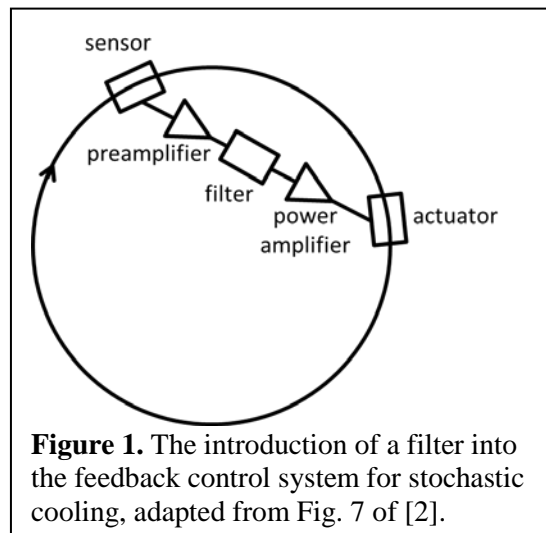 sensor
preamplifier
filter
power
amplifier
actuator
Figure 1. The introduction of a filter into
the feedback control system for stochastic
cooling, adapted from Fig. 7 of [2].